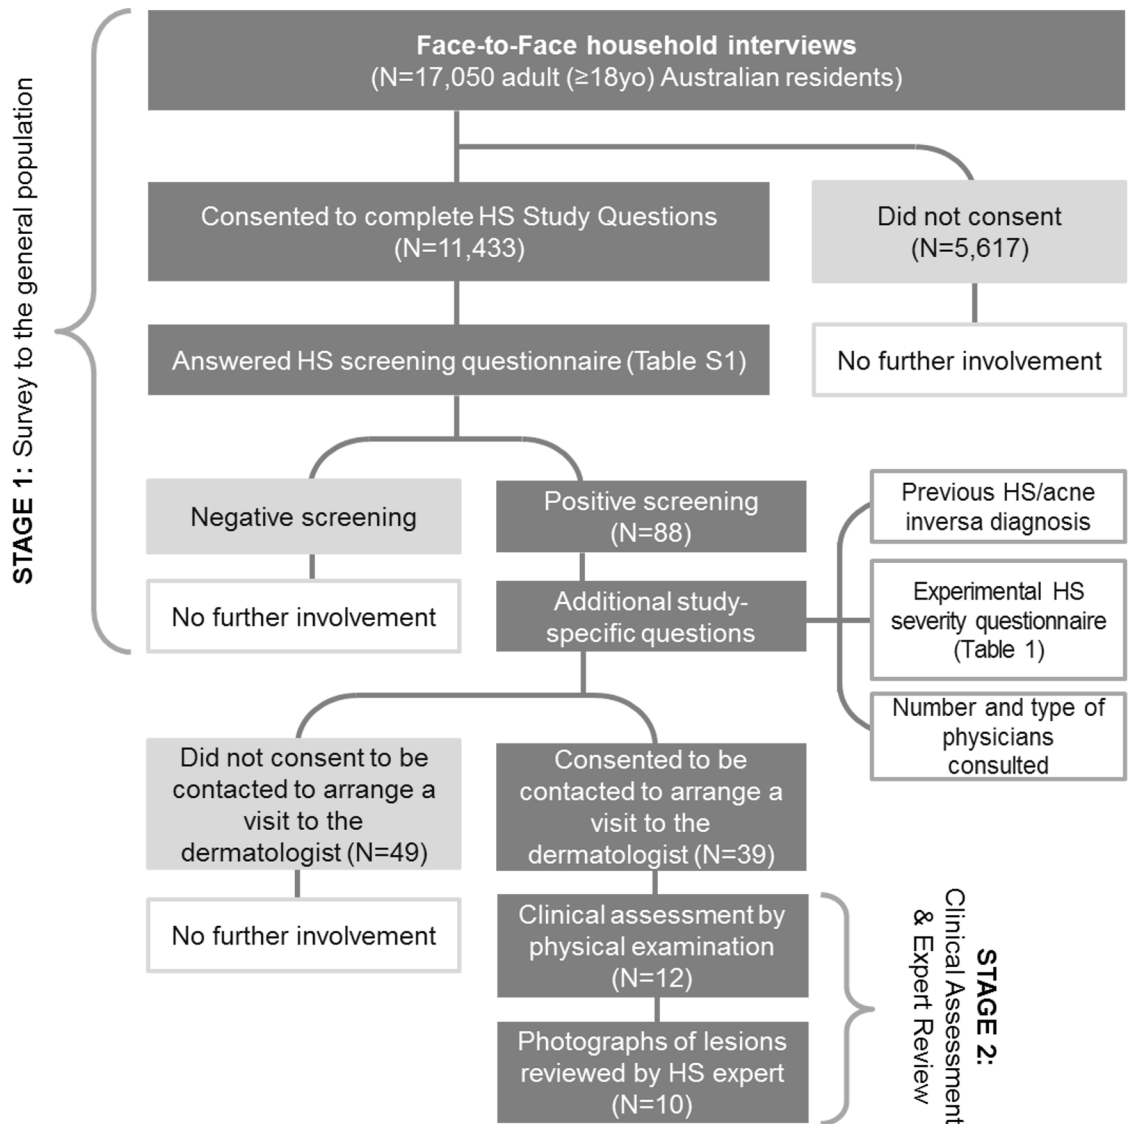 STAGE 1: Survey to the general population
Face-to-Face household interviews
(N=17,050 adult (≥18yo) Australian residents)
Consented to complete HS Study Questions
(N=11,433)
Did not consent
(N=5,617)
Answered HS screening questionnaire (Table S1)
No further involvement
Negative screening
Positive screening
(N=88)
No further involvement
Additional study-
specific questions
Previous HS/acne
inversa diagnosis
Experimental HS
severity questionnaire
(Table 1)
Number and type of
physicians
consulted
Did not consent to be
contacted to arrange a
visit to the
dermatologist (N=49)
Consented to be
contacted to arrange a
visit to the
dermatologist (N=39)
No further involvement
Clinical assessment by
physical examination
(N=12)
Photographs of lesions
reviewed by HS expert
(N=10)
STAGE 2:
Clinical Assessment
& Expert Review